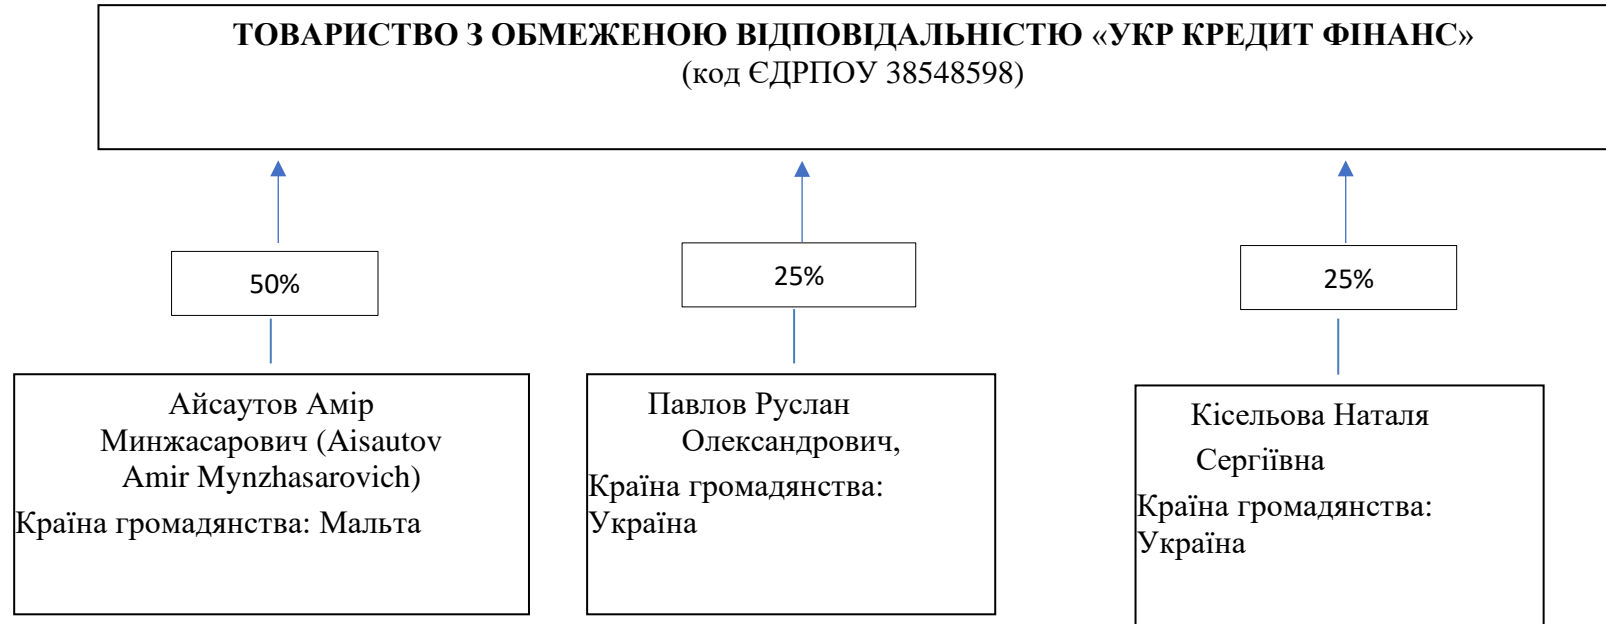 ТОВАРИСТВО З ОБМЕЖЕНОЮ ВІДПОВІДАЛЬНІСТЮ «УКР КРЕДИТ ФІНАНС»
(код ЄДРПОУ 38548598)
50%
25%
25%
Айсаутов Амір
Минжасарович (Aisautov
Amir Mynzhasarovich)
Країна громадянства: Мальта
Павлов Руслан
Олександрович,
Країна громадянства:
Україна
Кісельова Наталя
Сергіївна
Країна громадянства:
Україна